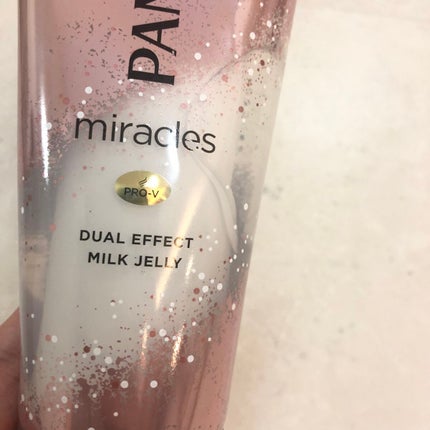 PAN
miracles
PRO-V
DUAL EFFECT
MILK JELLY